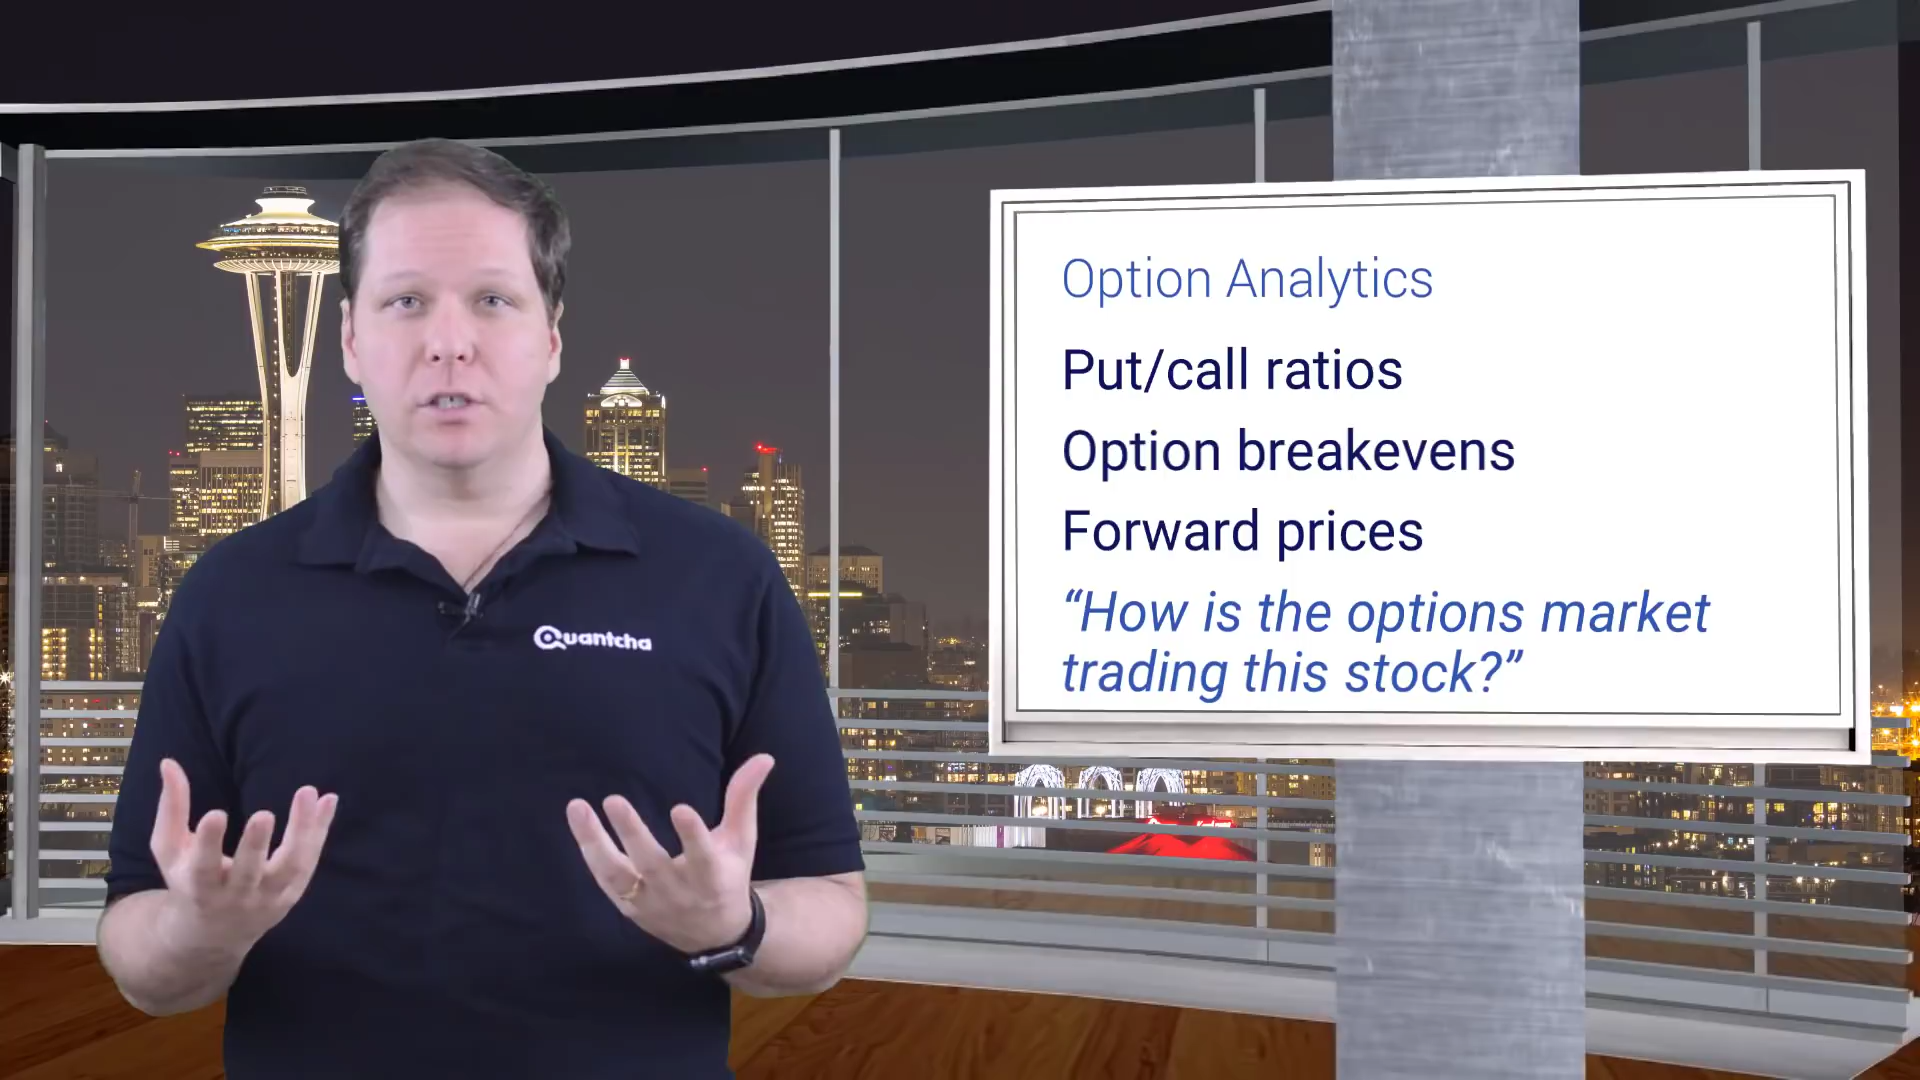 Option Analytics
Put/call ratios
Option breakevens
Forward prices
“How is the options market
trading this stock?”
Quantcha